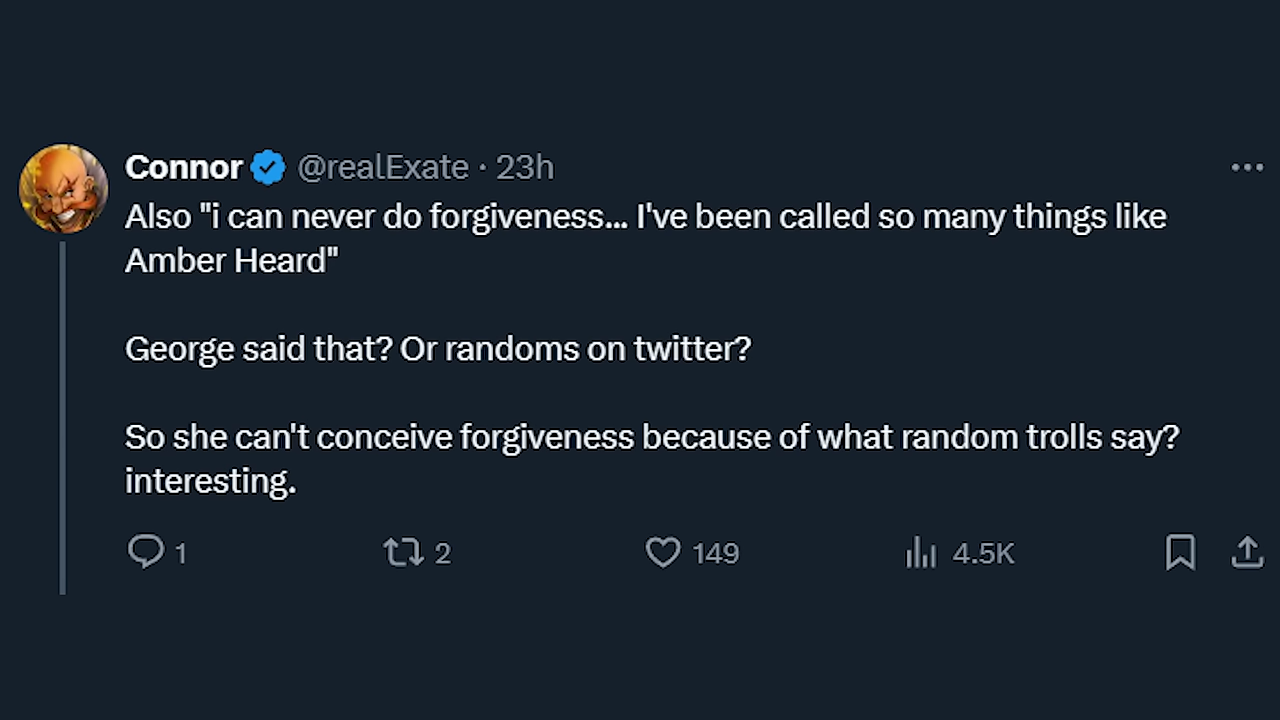 Connor @realExate · 23h
Also "i can never do forgiveness... I've been called so many things like
Amber Heard"
George said that? Or randoms on twitter?
So she can't conceive forgiveness because of what random trolls say?
interesting.
1 2 149 4.5K